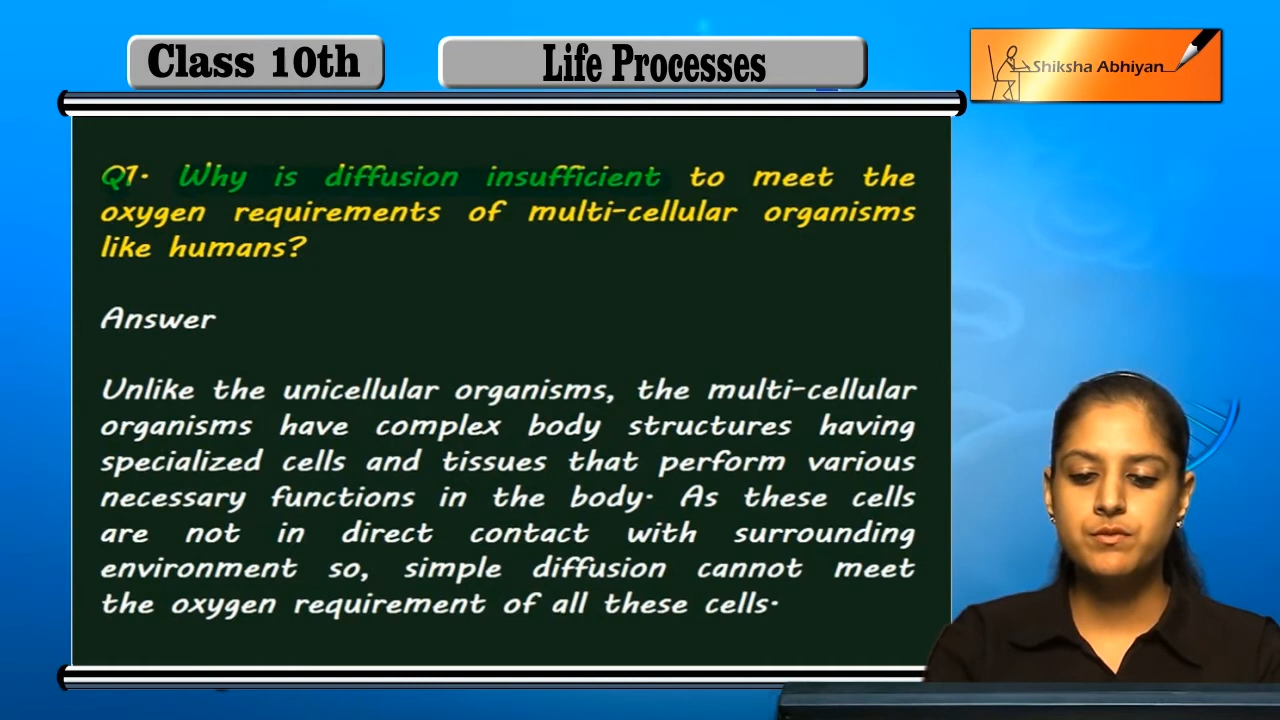 Class 10th
Life Processes
Shiksha Abhiyan
Q1. Why is diffusion insufficient to meet the
oxygen requirements of multi-cellular organisms
like humans?
Answer
Unlike the unicellular organisms, the multi-cellular
organisms have complex body structures having
specialized cells and tissues that perform various
necessary functions in the body. As these cells
are not in direct contact with surrounding
environment so, simple diffusion cannot meet
the oxygen requirement of all these cells.